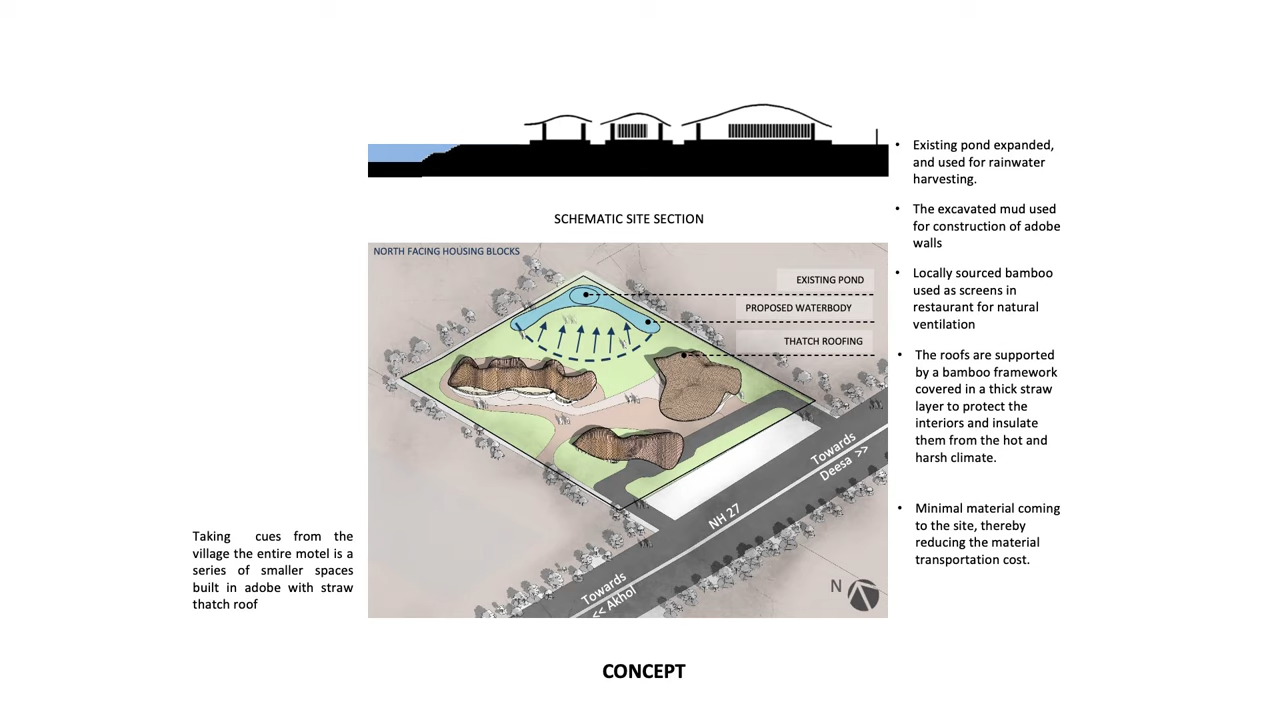 SCHEMATIC SITE SECTION
NORTH FACING HOUSING BLOCKS
EXISTING POND
PROPOSED WATERBODY
THATCH ROOFING
Towards
Deesa >>
NH 27
Towards
<< Akhol
N
• Existing pond expanded,
and used for rainwater
harvesting.
• The excavated mud used
for construction of adobe
walls
• Locally sourced bamboo
used as screens in
restaurant for natural
ventilation
• The roofs are supported
by a bamboo framework
covered in a thick straw
layer to protect the
interiors and insulate
them from the hot and
harsh climate.
• Minimal material coming
to the site, thereby
reducing the material
transportation cost.
Taking cues from the
village the entire motel is a
series of smaller spaces
built in adobe with straw
thatch roof
CONCEPT